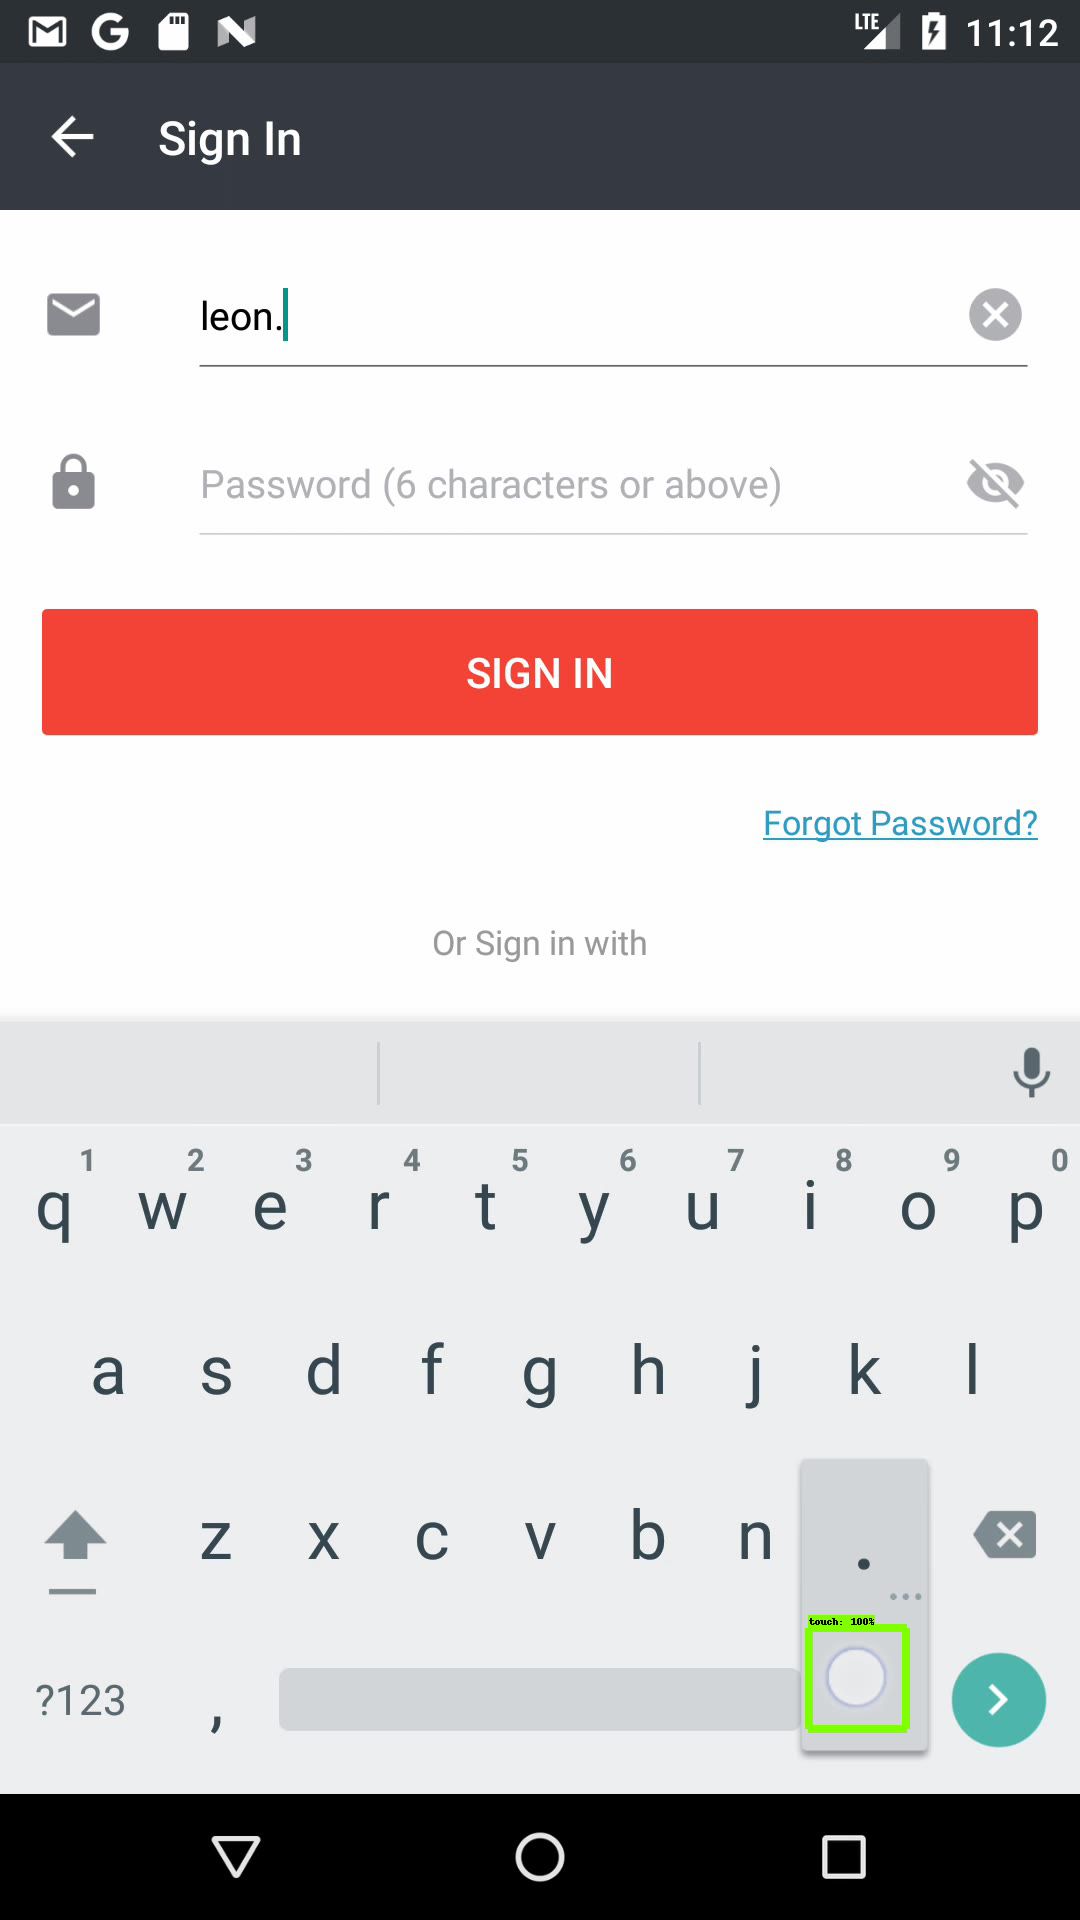 LTE 11:12
Sign In
leon.
Password (6 characters or above)
SIGN IN
Forgot Password?
Or Sign in with
1 2 3 4 5 6 7 8 9 0
q w e r t y u i o p
a s d f g h j k l
z x c v b n .
touch: 100%
?123 ,